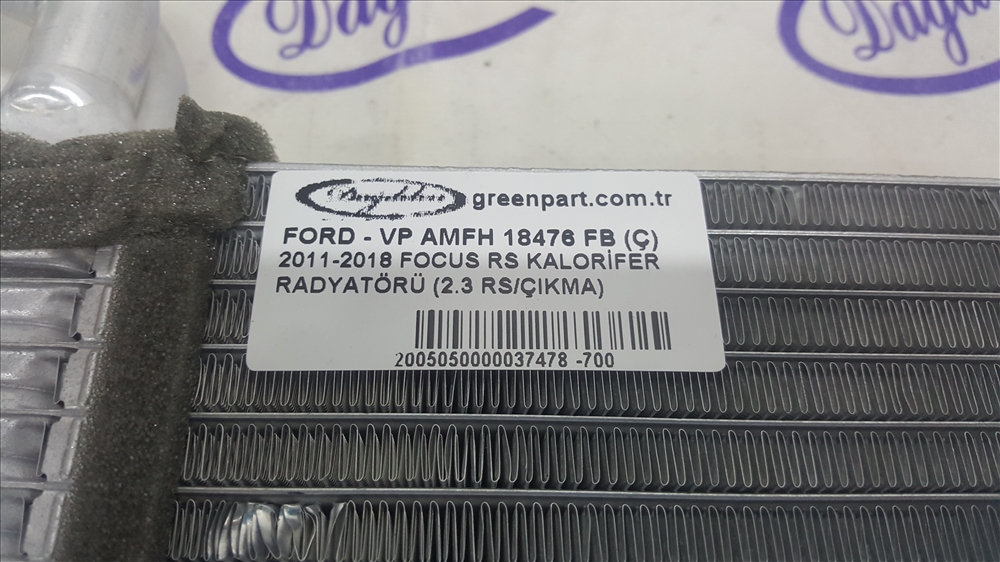 greenpart.com.tr
FORD - VP AMFH 18476 FB (Ç)
2011-2018 FOCUS RS KALORİFER
RADYATÖRÜ (2.3 RS/ÇIKMA)
2005050000037478 -700